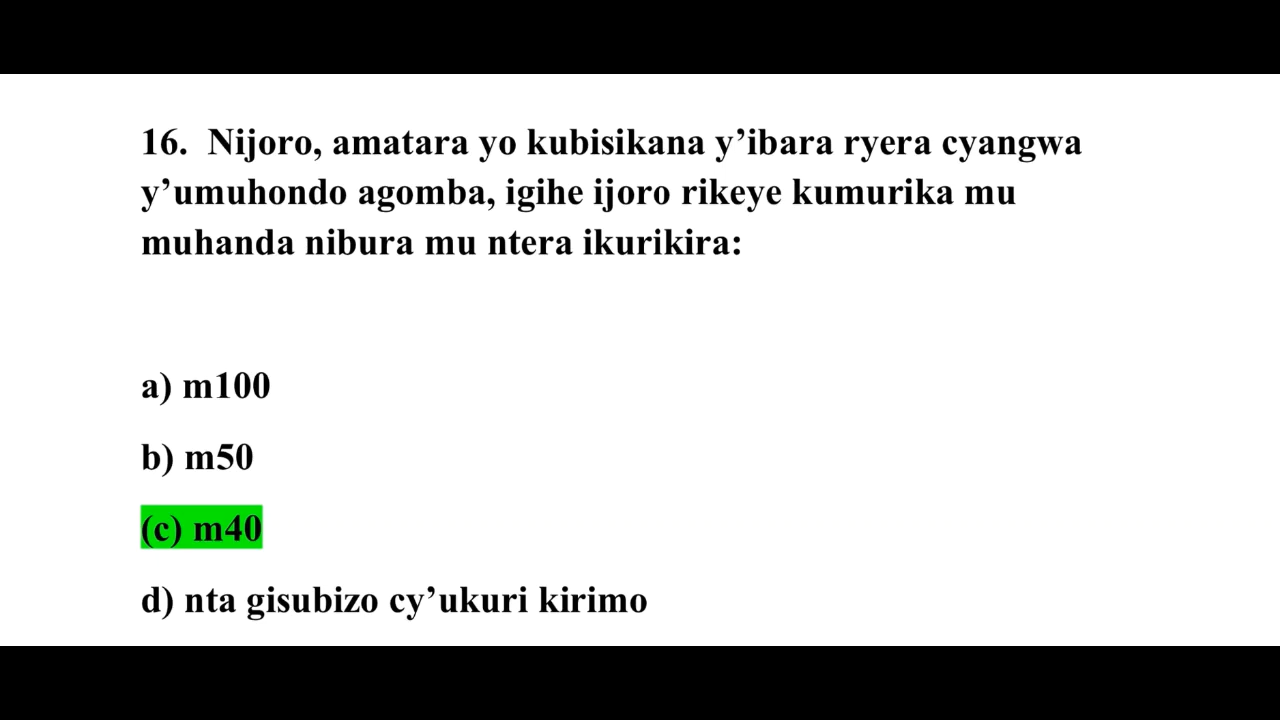 16. Nijoro, amatara yo kubisikana y’ibara ryera cyangwa
y’umuhondo agomba, igihe ijoro rikeye kumurika mu
muhanda nibura mu ntera ikurikira:
a) m100
b) m50
(c) m40
d) nta gisubizo cy’ukuri kirimo